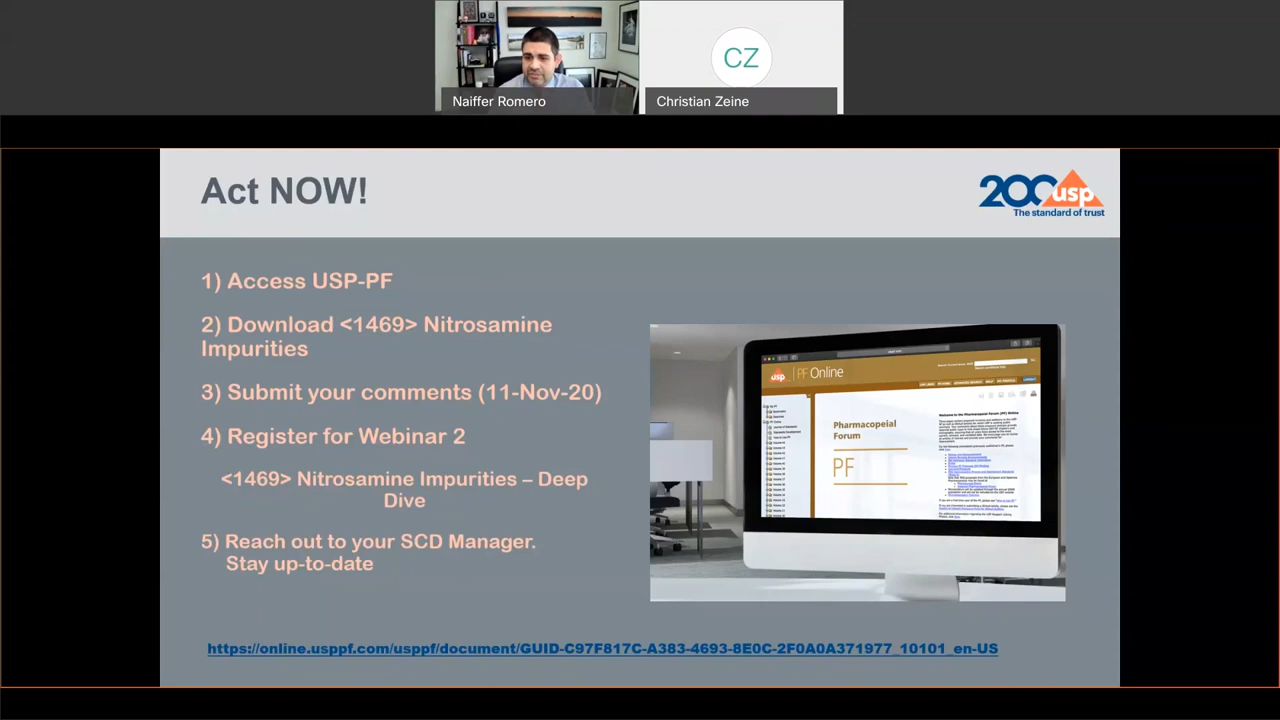 Naiffer Romero
CZ
Christian Zeine
Act NOW!
200 usp
The standard of trust
1) Access USP-PF
2) Download <1469> Nitrosamine
Impurities
3) Submit your comments (11-Nov-20)
4) Register for Webinar 2
<1469> Nitrosamine Impurities – Deep
Dive
5) Reach out to your SCD Manager.
Stay up-to-date
usp PF Online
Pharmacopeial
Forum
PF
https://online.usppf.com/usppf/document/GUID-C97F817C-A383-4693-8E0C-2F0A0A371977_10101_en-US